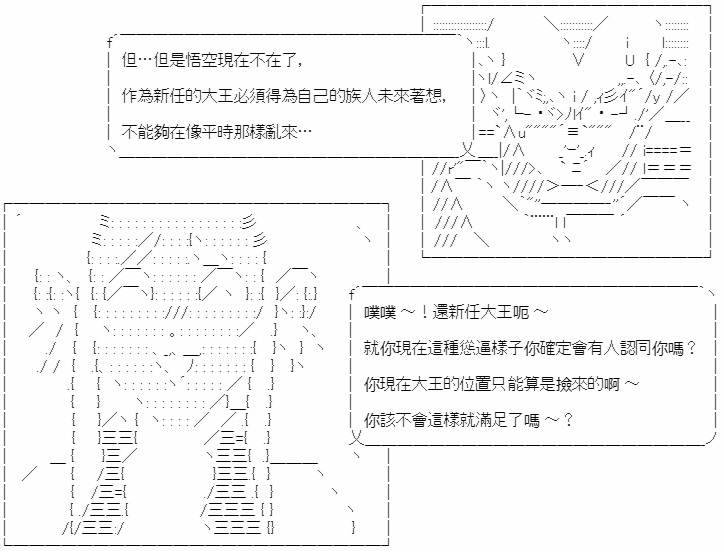 但…但是悟空現在不在了，
作為新任的大王必須得為自己的族人未來著想，
不能夠在像平時那樣亂來…
噗噗～！還新任大王呃～
就你現在這種慫逼樣子你確定會有人認同你嗎？
你現在大王的位置只能算是撿來的啊～
你該不會這樣就滿足了嗎～？